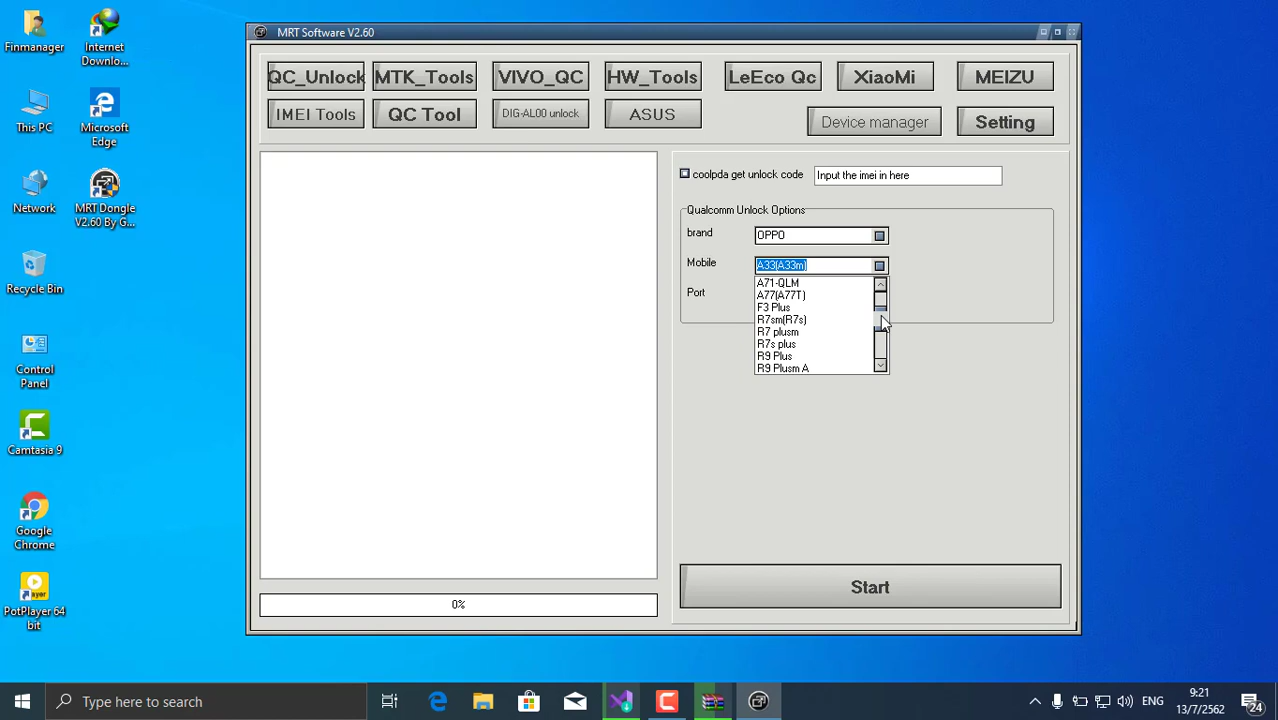 Finmanager
Internet
Downlo...
This PC
Microsoft
Edge
Network
MRT Dongle
V2.60 By G...
Recycle Bin
Control
Panel
Camtasia 9
Google
Chrome
PotPlayer 64
bit
MRT Software V2.60
QC_Unlock
MTK_Tools
VIVO_QC
HW_Tools
LeEco Qc
XiaoMi
MEIZU
IMEI Tools
QC Tool
DIG-AL00 unlock
ASUS
Device manager
Setting
coolpda get unlock code
Input the imei in here
Qualcomm Unlock Options
brand
OPPO
Mobile
A33(A33m)
Port
A71-QLM
A77(A77T)
F3 Plus
R7sm(R7s)
R7 plusm
R7s plus
R9 Plus
R9 Plusm A
Start
0%
Type here to search
ENG
9:21
13/7/2562
24